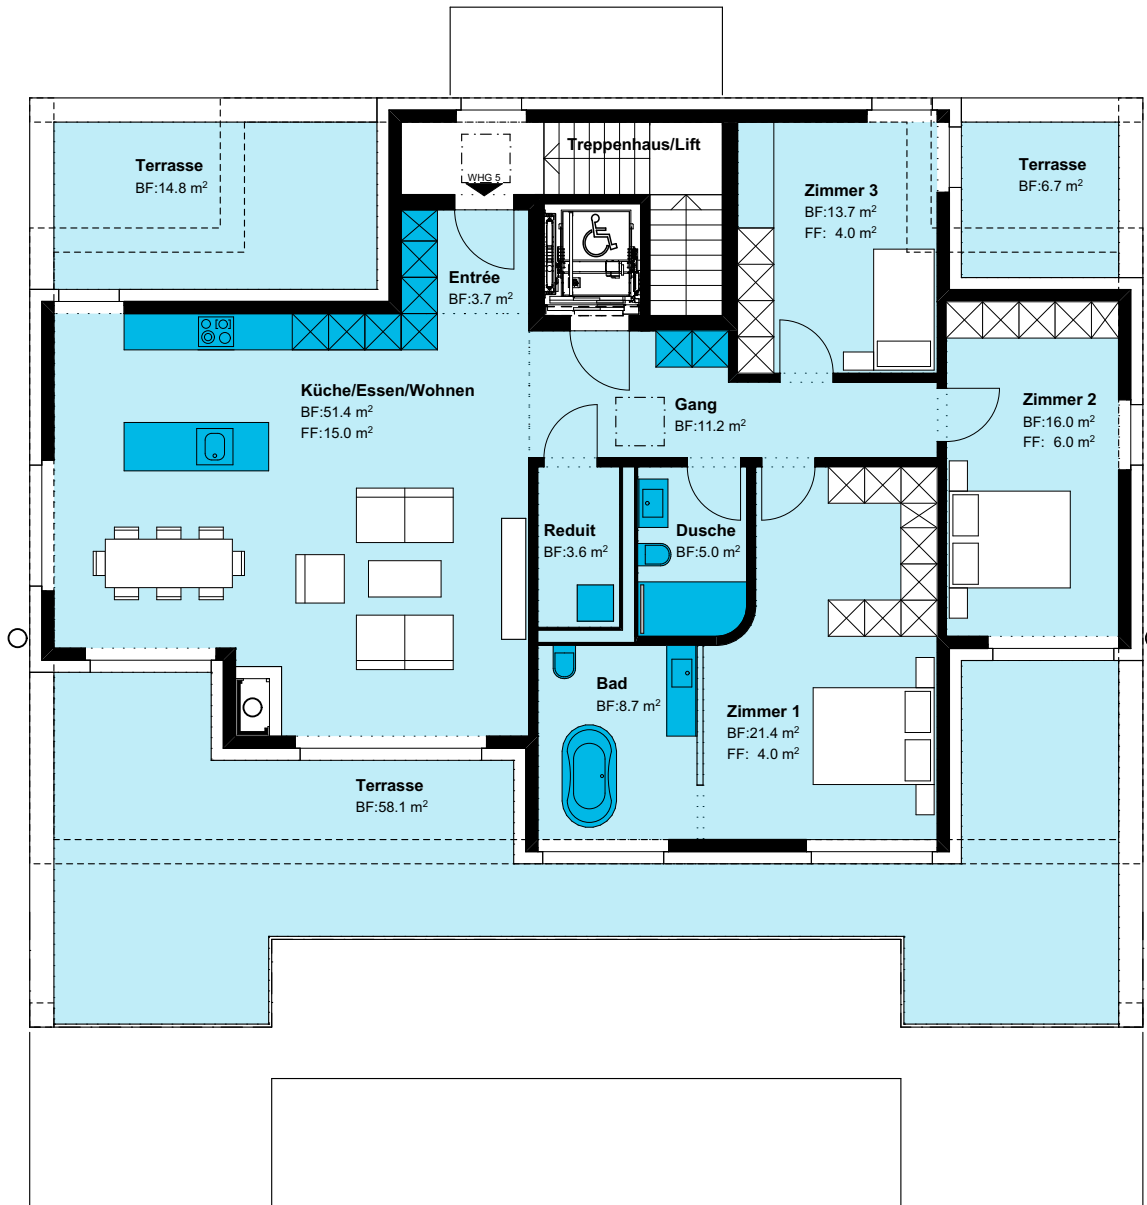 Treppenhaus/Lift
Terrasse
BF:14.8 m²
WHG 5
Zimmer 3
BF:13.7 m²
FF: 4.0 m²
Terrasse
BF:6.7 m²
Entrée
BF:3.7 m²
Küche/Essen/Wohnen
BF:51.4 m²
FF:15.0 m²
Gang
BF:11.2 m²
Zimmer 2
BF:16.0 m²
FF: 6.0 m²
Reduit
BF:3.6 m²
Dusche
BF:5.0 m²
Bad
BF:8.7 m²
Zimmer 1
BF:21.4 m²
FF: 4.0 m²
Terrasse
BF:58.1 m²